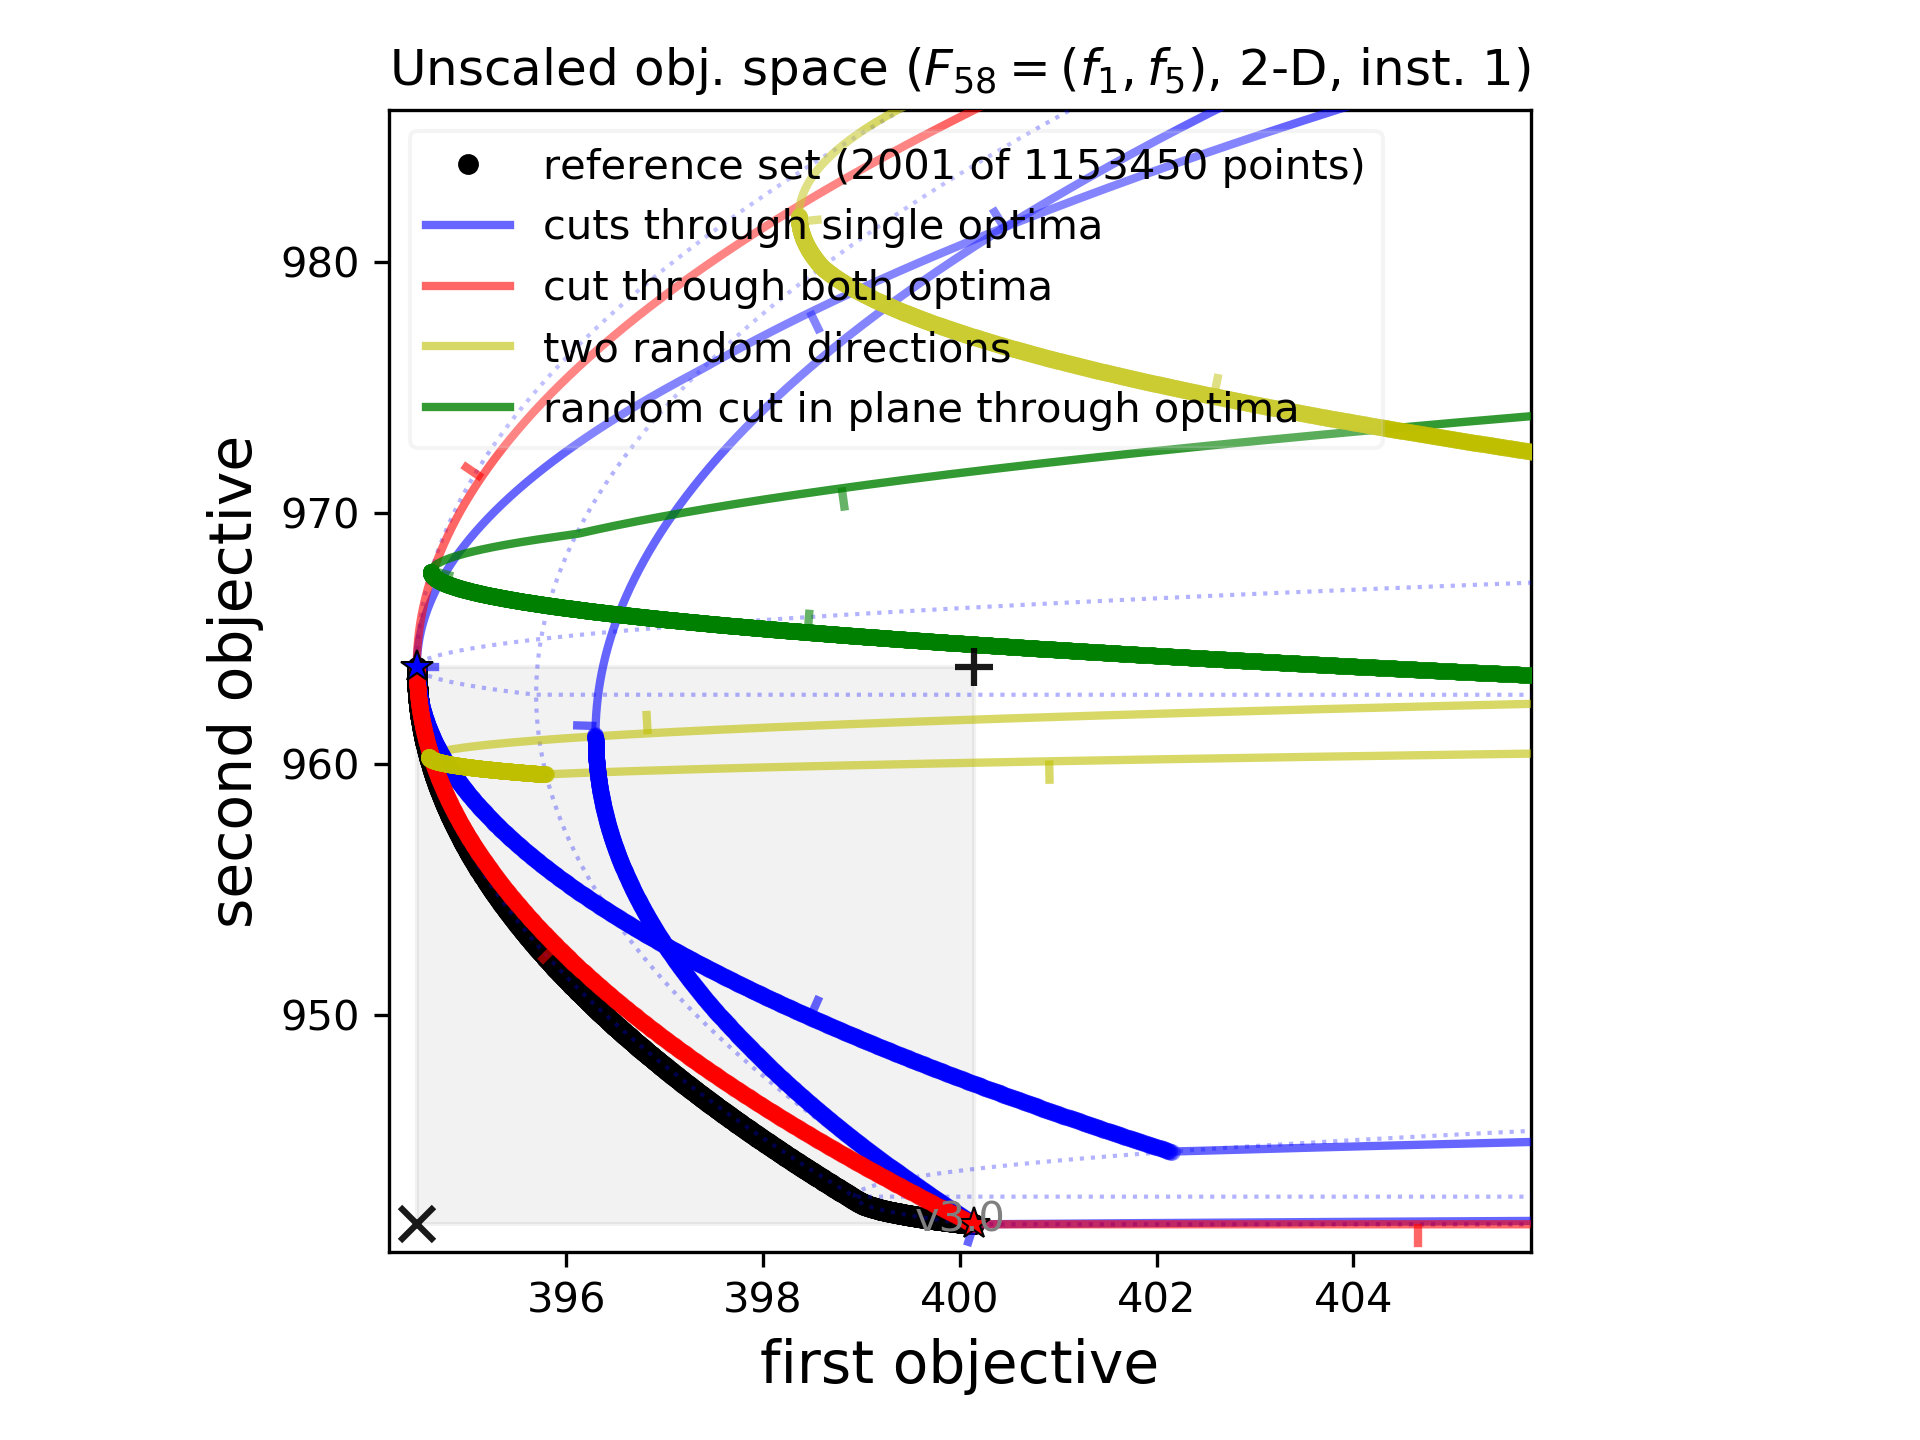 Unscaled obj. space (F₅₈ = (f₁, f₅), 2-D, inst. 1)
reference set (2001 of 1153450 points)
cuts through single optima
cut through both optima
two random directions
random cut in plane through optima
980
970
960
950
second objective
v3.0
396 398 400 402 404
first objective